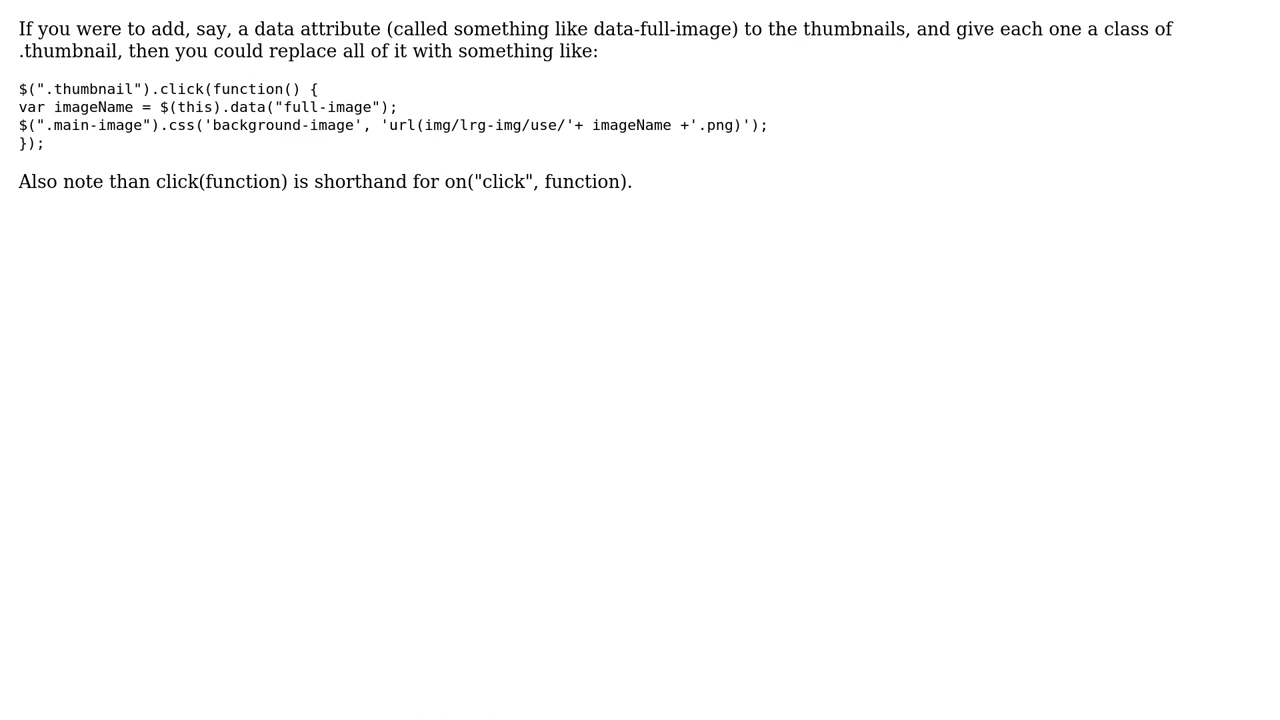 If you were to add, say, a data attribute (called something like data-full-image) to the thumbnails, and give each one a class of
.thumbnail, then you could replace all of it with something like:
$(".thumbnail").click(function() {
var imageName = $(this).data("full-image");
$(".main-image").css('background-image', 'url(img/lrg-img/use/'+ imageName +'.png)');
});
Also note than click(function) is shorthand for on("click", function).